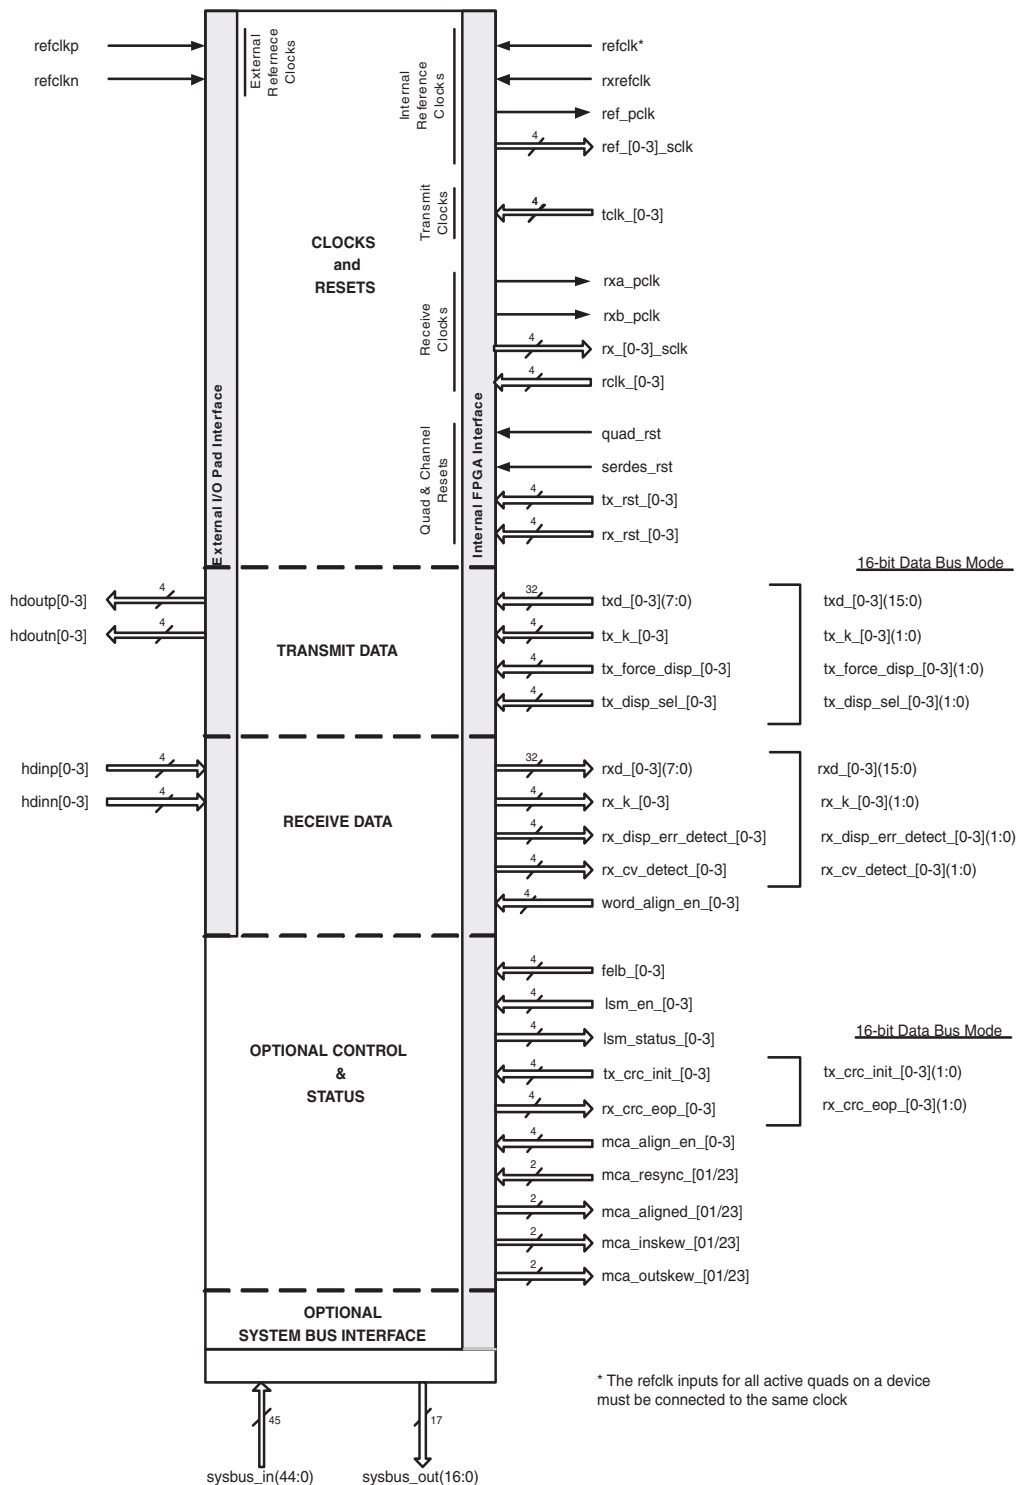 refclkp
refclkn
External
Refernece
Clocks
Internal
Reference
Clocks
refclk*
rxrefclk
ref_pclk
4
ref_[0-3]_sclk
Transmit
Clocks
4
tclk_[0-3]
CLOCKS
and
RESETS
Receive
Clocks
rxa_pclk
rxb_pclk
4
rx_[0-3]_sclk
4
rclk_[0-3]
External I/O Pad Interface
Internal FPGA Interface
Quad & Channel
Resets
quad_rst
serdes_rst
4
tx_rst_[0-3]
4
rx_rst_[0-3]
16-bit Data Bus Mode
hdoutp[0-3]
4
32
txd_[0-3](7:0)
txd_[0-3](15:0)
hdoutn[0-3]
4
4
tx_k_[0-3]
tx_k_[0-3](1:0)
TRANSMIT DATA
4
tx_force_disp_[0-3]
tx_force_disp_[0-3](1:0)
4
tx_disp_sel_[0-3]
tx_disp_sel_[0-3](1:0)
hdinp[0-3]
4
32
rxd_[0-3](7:0)
rxd_[0-3](15:0)
hdinn[0-3]
4
4
rx_k_[0-3]
rx_k_[0-3](1:0)
RECEIVE DATA
4
rx_disp_err_detect_[0-3]
rx_disp_err_detect_[0-3](1:0)
4
rx_cv_detect_[0-3]
rx_cv_detect_[0-3](1:0)
4
word_align_en_[0-3]
4
felb_[0-3]
4
lsm_en_[0-3]
4
lsm_status_[0-3]
16-bit Data Bus Mode
OPTIONAL CONTROL
&
STATUS
4
tx_crc_init_[0-3]
tx_crc_init_[0-3](1:0)
4
rx_crc_eop_[0-3]
rx_crc_eop_[0-3](1:0)
4
mca_align_en_[0-3]
2
mca_resync_[01/23]
2
mca_aligned_[01/23]
2
mca_inskew_[01/23]
2
mca_outskew_[01/23]
OPTIONAL
SYSTEM BUS INTERFACE
* The refclk inputs for all active quads on a device
must be connected to the same clock
45
17
sysbus_in(44:0)
sysbus_out(16:0)